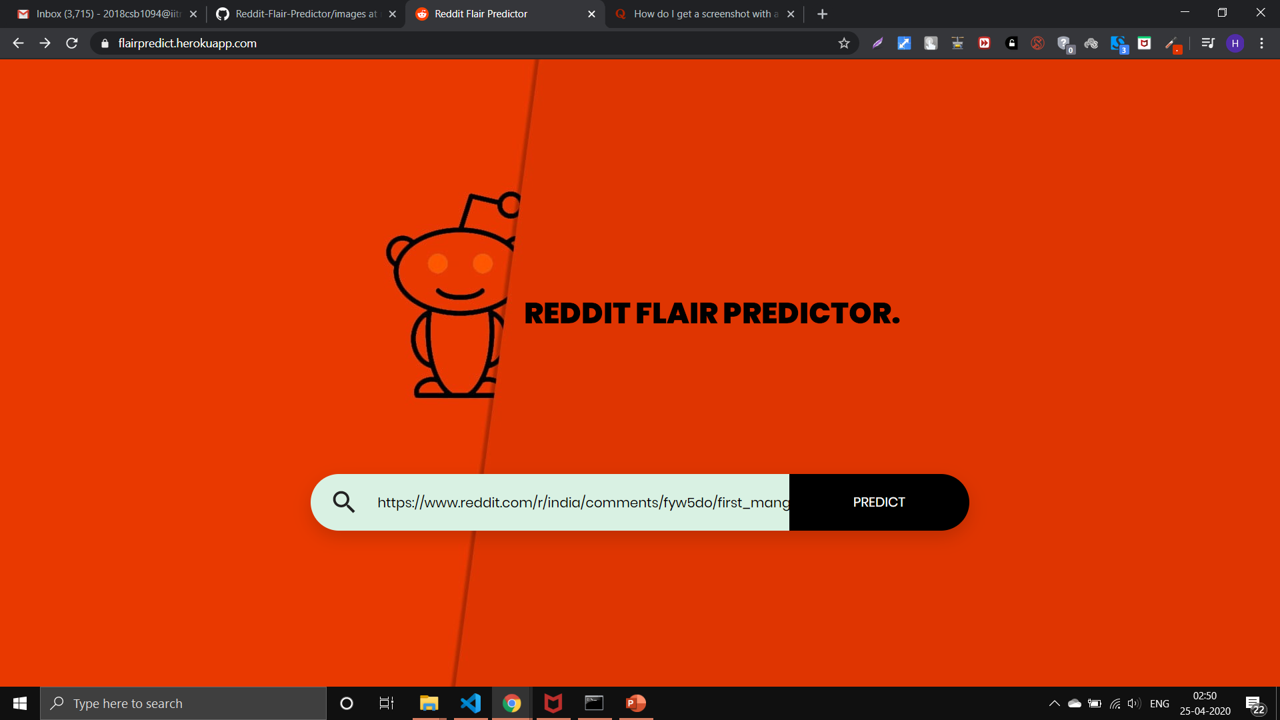 Inbox (3,715) - 2018csb1094@iit
Reddit-Flair-Predictor/images at
Reddit Flair Predictor
How do I get a screenshot with a
flairpredict.herokuapp.com
0
3
H
REDDIT FLAIR PREDICTOR.
https://www.reddit.com/r/india/comments/fyw5do/first_mang
PREDICT
Type here to search
ENG
02:50
25-04-2020
22